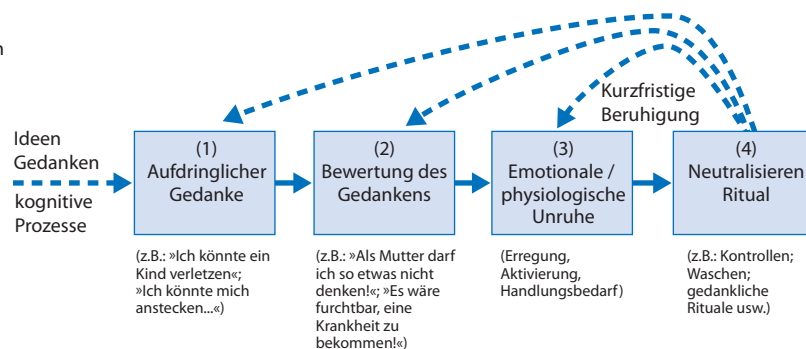 n
Kurzfristige
Beruhigung
Ideen
Gedanken
kognitive
Prozesse
(1)
Aufdringlicher
Gedanke
(2)
Bewertung des
Gedankens
(3)
Emotionale /
physiologische
Unruhe
(4)
Neutralisieren
Ritual
(z.B.: »Ich könnte ein
Kind verletzen«;
»Ich könnte mich
anstecken...«)
(z.B.: »Als Mutter darf
ich so etwas nicht
denken!«; »Es wäre
furchtbar, eine
Krankheit zu
bekommen!«)
(Erregung,
Aktivierung,
Handlungsbedarf)
(z.B.: Kontrollen;
Waschen;
gedankliche
Rituale usw.)